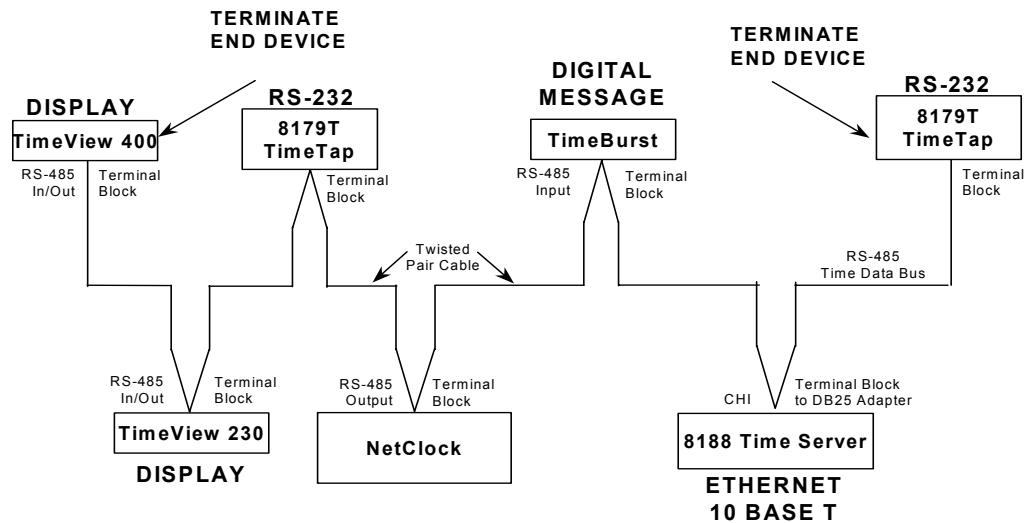 TERMINATE
END DEVICE
TERMINATE
END DEVICE
DIGITAL
MESSAGE
RS-232
RS-232
DISPLAY
TimeView 400
8179T
TimeTap
TimeBurst
8179T
TimeTap
RS-485
In/Out
Terminal
Block
Terminal
Block
RS-485
Input
Terminal
Block
Terminal
Block
Twisted
Pair Cable
RS-485
Time Data Bus
RS-485
In/Out
Terminal
Block
RS-485
Output
Terminal
Block
CHI
Terminal Block
to DB25 Adapter
TimeView 230
NetClock
8188 Time Server
DISPLAY
ETHERNET
10 BASE T